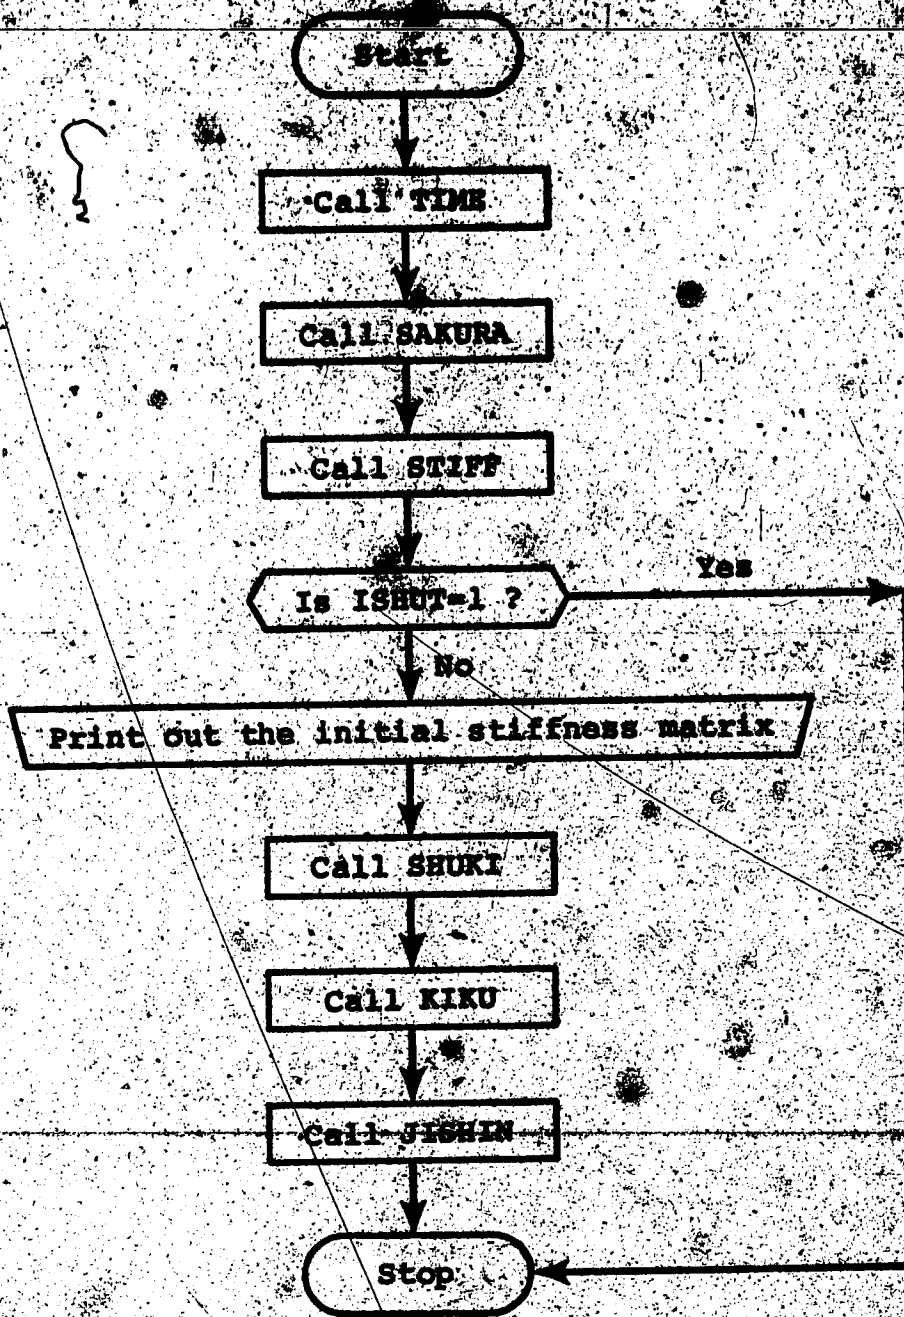 Start
Call TIME
Call SAKURA
Call STIFF
Is ISHUT=1 ?
Yes
No
Print out the initial stiffness matrix
Call SHUKI
Call KIKU
Call JISHIN
Stop